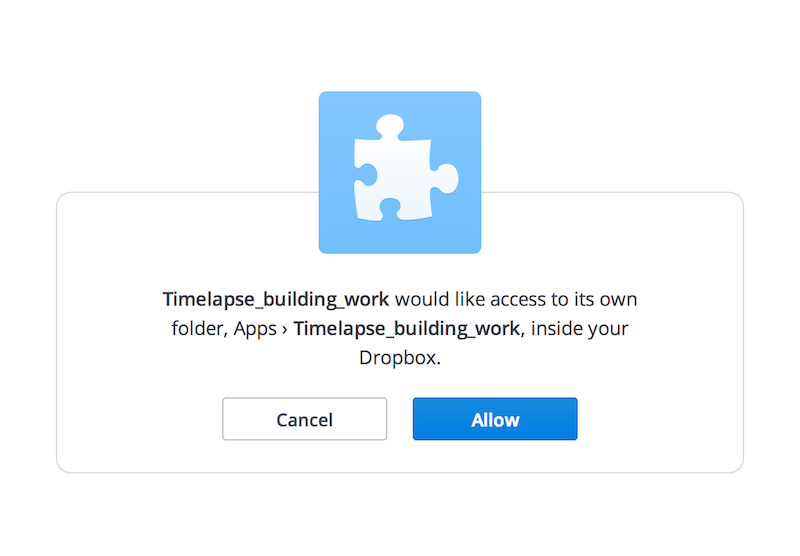 Timelapse_building_work would like access to its own
folder, Apps › Timelapse_building_work, inside your
Dropbox.
Cancel
Allow